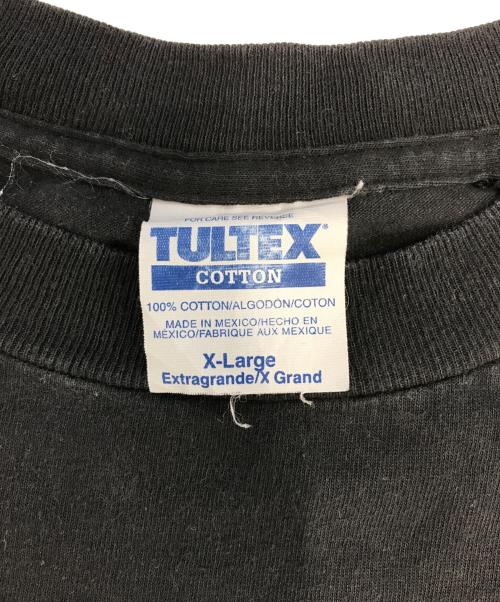 FOR CARE SEE REVERSE
TULTEX®
COTTON
100% COTTON/ALGODÓN/COTON
MADE IN MEXICO/HECHO EN
MÉXICO/FABRIQUE AUX MEXIQUE
X-Large
Extragrande/X Grand